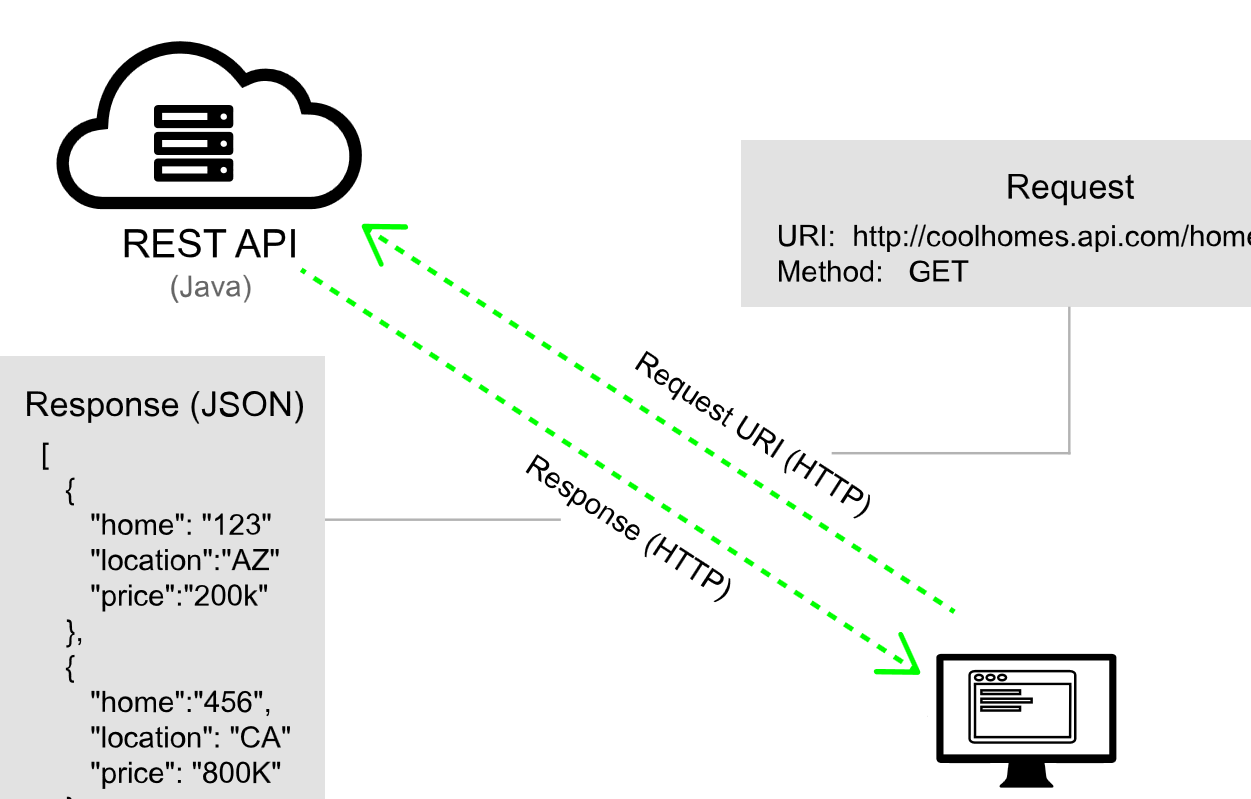 REST API
(Java)
Request
URI: http://coolhomes.api.com/home
Method: GET
Request URI (HTTP)
Response (HTTP)
Response (JSON)
[
{
"home": "123"
"location":"AZ"
"price":"200k"
},
{
"home":"456",
"location": "CA"
"price": "800K"